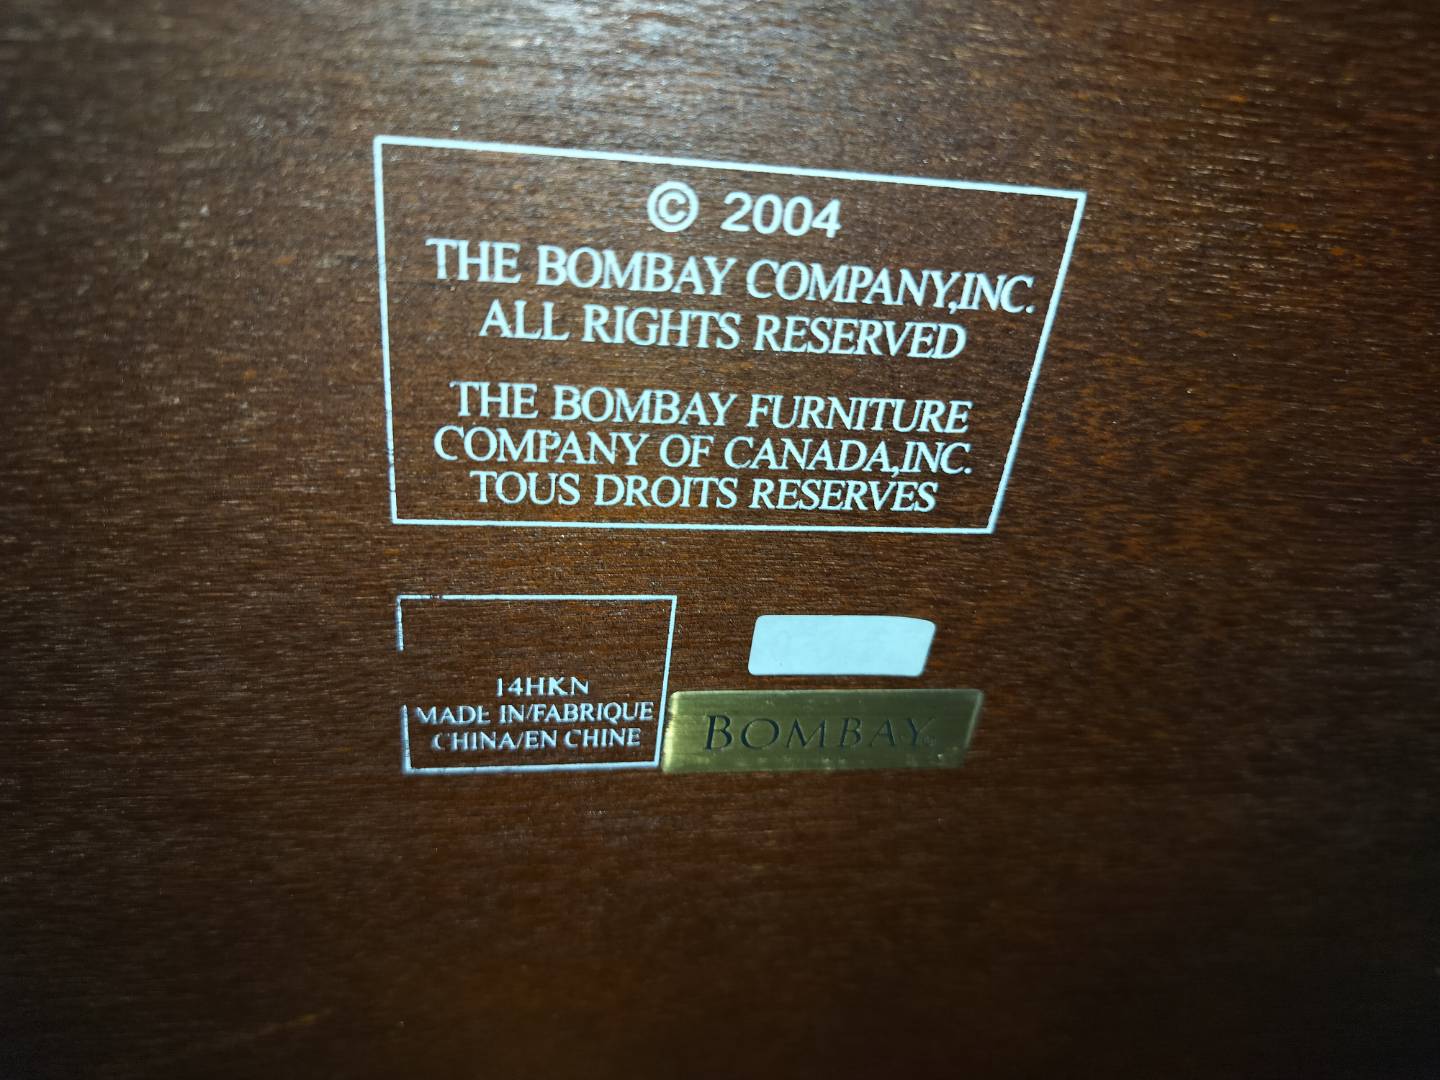 © 2004
THE BOMBAY COMPANY,INC.
ALL RIGHTS RESERVED
THE BOMBAY FURNITURE
COMPANY OF CANADA,INC.
TOUS DROITS RESERVES
14HKN
MADE IN/FABRIQUE
CHINA/EN CHINE
BOMBAY